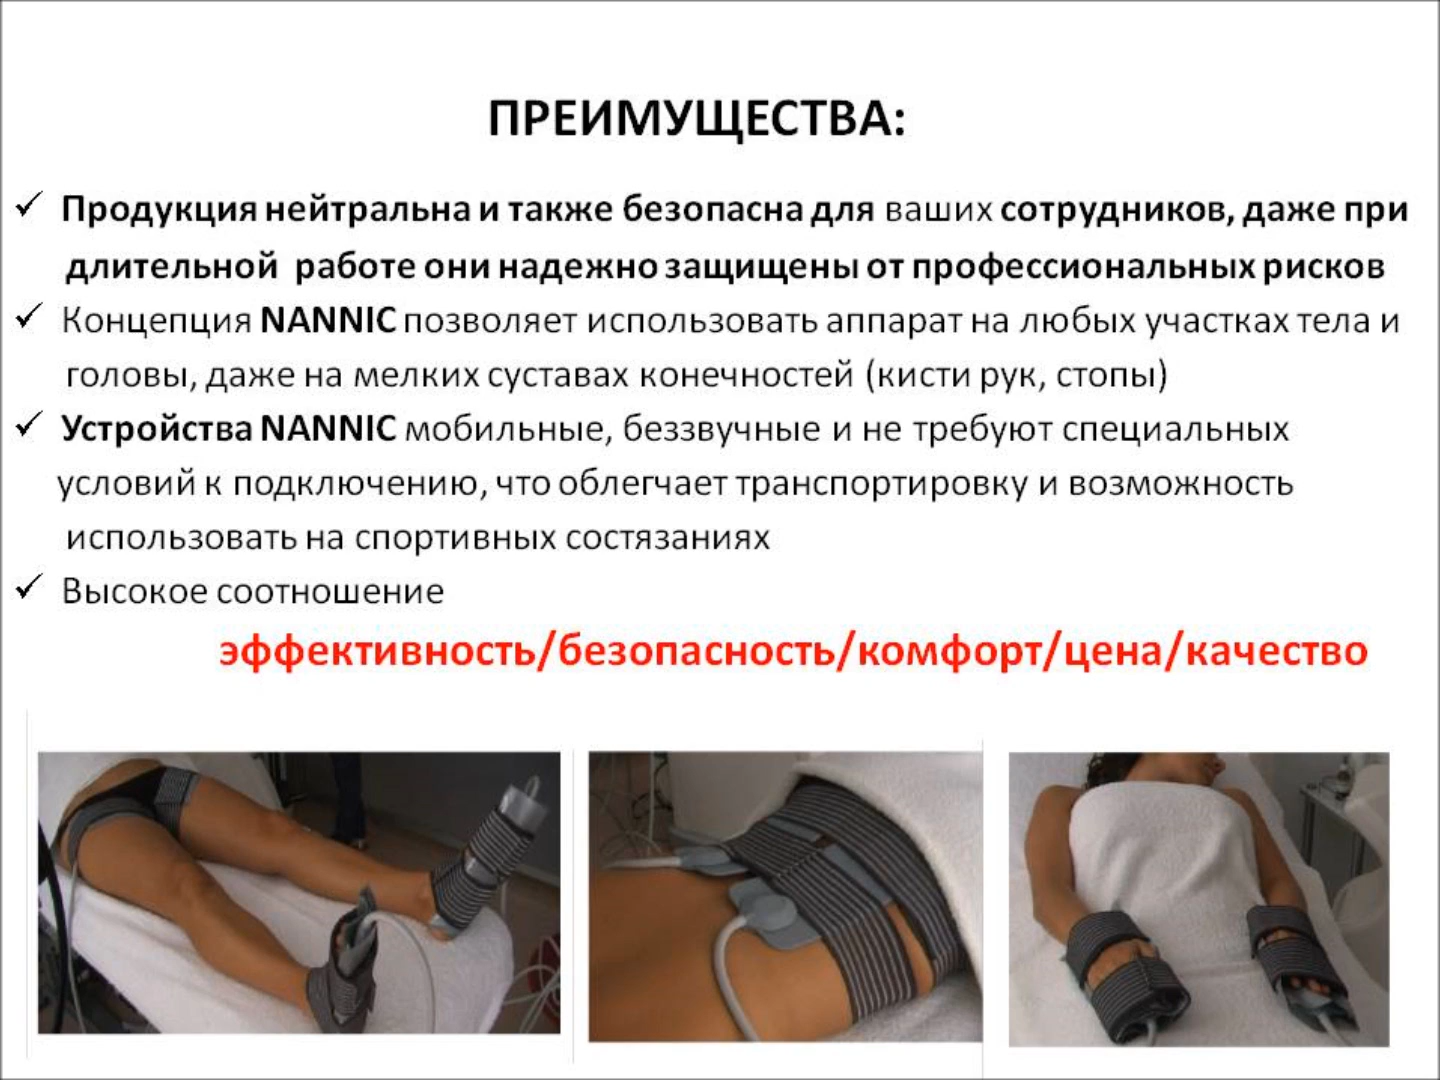 ПРЕИМУЩЕСТВА:
✓ Продукция нейтральна и также безопасна для ваших сотрудников, даже при
длительной работе они надежно защищены от профессиональных рисков
✓ Концепция NANNIC позволяет использовать аппарат на любых участках тела и
головы, даже на мелких суставах конечностей (кисти рук, стопы)
✓ Устройства NANNIC мобильные, беззвучные и не требуют специальных
условий к подключению, что облегчает транспортировку и возможность
использовать на спортивных состязаниях
✓ Высокое соотношение
эффективность/безопасность/комфорт/цена/качество